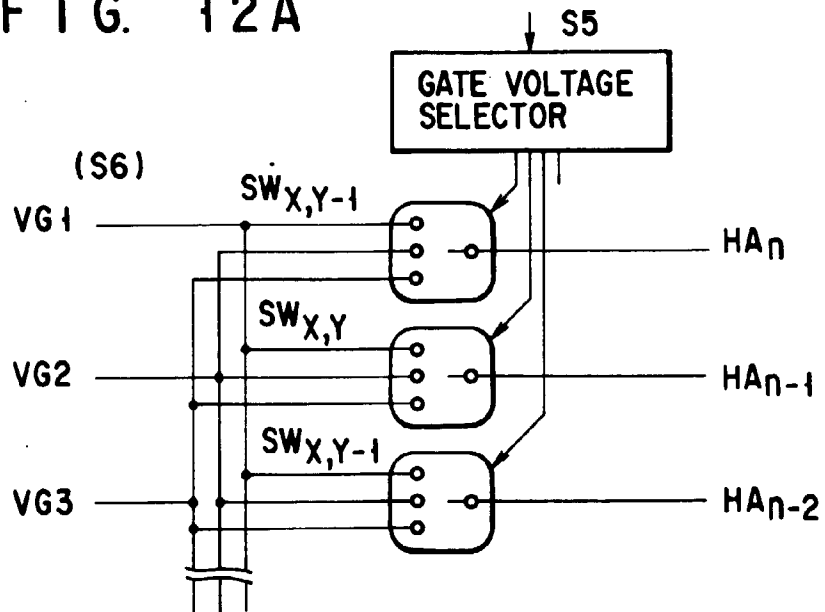 FIG. 12A
S5
GATE VOLTAGE
SELECTOR
(S6)
SWX,Y-1
VG1
HAn
SWX,Y
VG2
HAn-1
SWX,Y-1
VG3
HAn-2